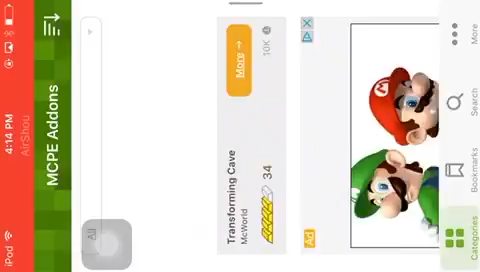 iPod 4:14 PM
AirShou
MCPE Addons
All
Transforming Cave
McWorld
34
More →
10K
Ad
Categories
Bookmarks
Search
More